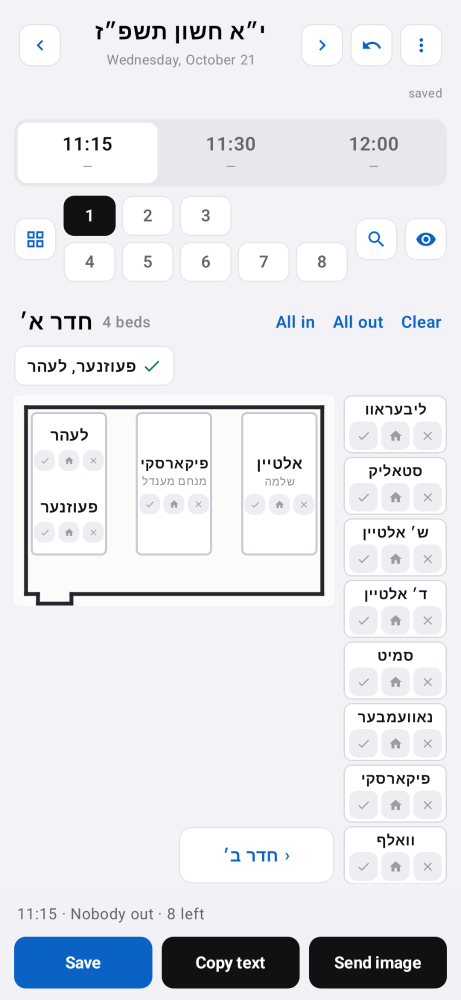 י״א חשון תשפ״ז
Wednesday, October 21
saved
11:15
—
11:30
—
12:00
—
1
2
3
4
5
6
7
8
חדר א׳
4 beds
All in
All out
Clear
פעוזנער, לעהר
לעהר
פעוזנער
פיקארסקי
מנחם מענדל
אלטיין
שלמה
ליבעראוו
סטאליק
ש׳ אלטיין
ד׳ אלטיין
סמיט
נאוועמבער
פיקארסקי
וואלף
חדר ב׳ ›
11:15 · Nobody out · 8 left
Save
Copy text
Send image